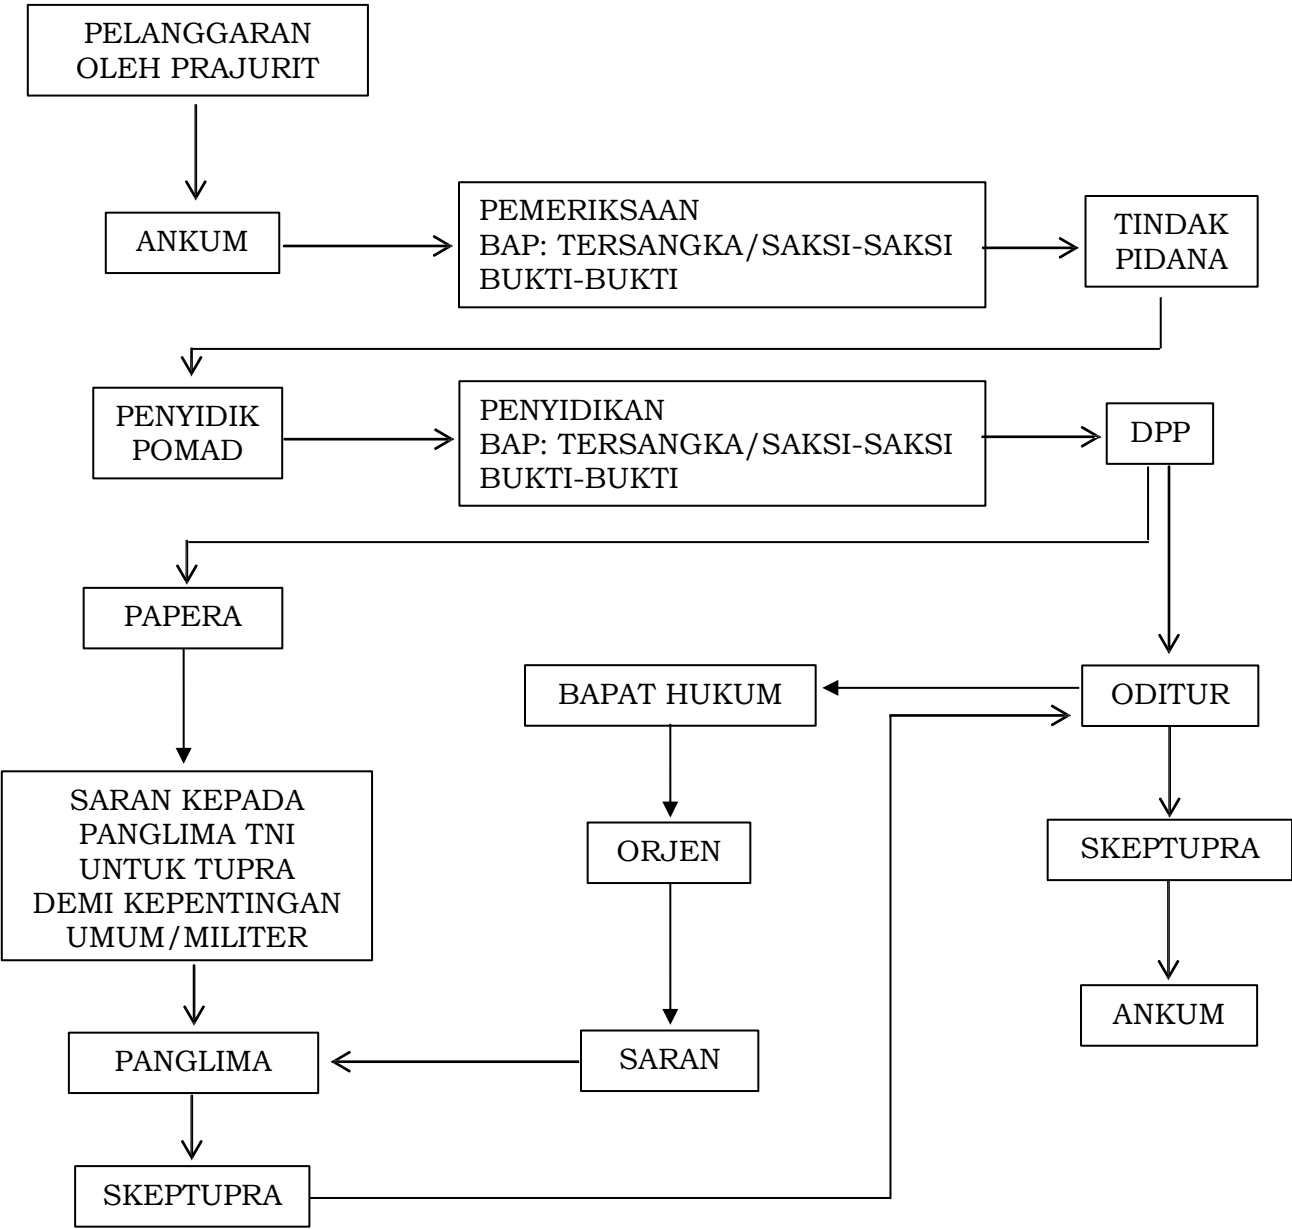 PELANGGARAN
OLEH PRAJURIT
ANKUM
PEMERIKSAAN
BAP: TERSANGKA/SAKSI-SAKSI
BUKTI-BUKTI
TINDAK
PIDANA
PENYIDIK
POMAD
PENYIDIKAN
BAP: TERSANGKA/SAKSI-SAKSI
BUKTI-BUKTI
DPP
PAPERA
BAPAT HUKUM
ODITUR
SARAN KEPADA
PANGLIMA TNI
UNTUK TUPRA
DEMI KEPENTINGAN
UMUM/MILITER
ORJEN
SKEPTUPRA
ANKUM
PANGLIMA
SARAN
SKEPTUPRA